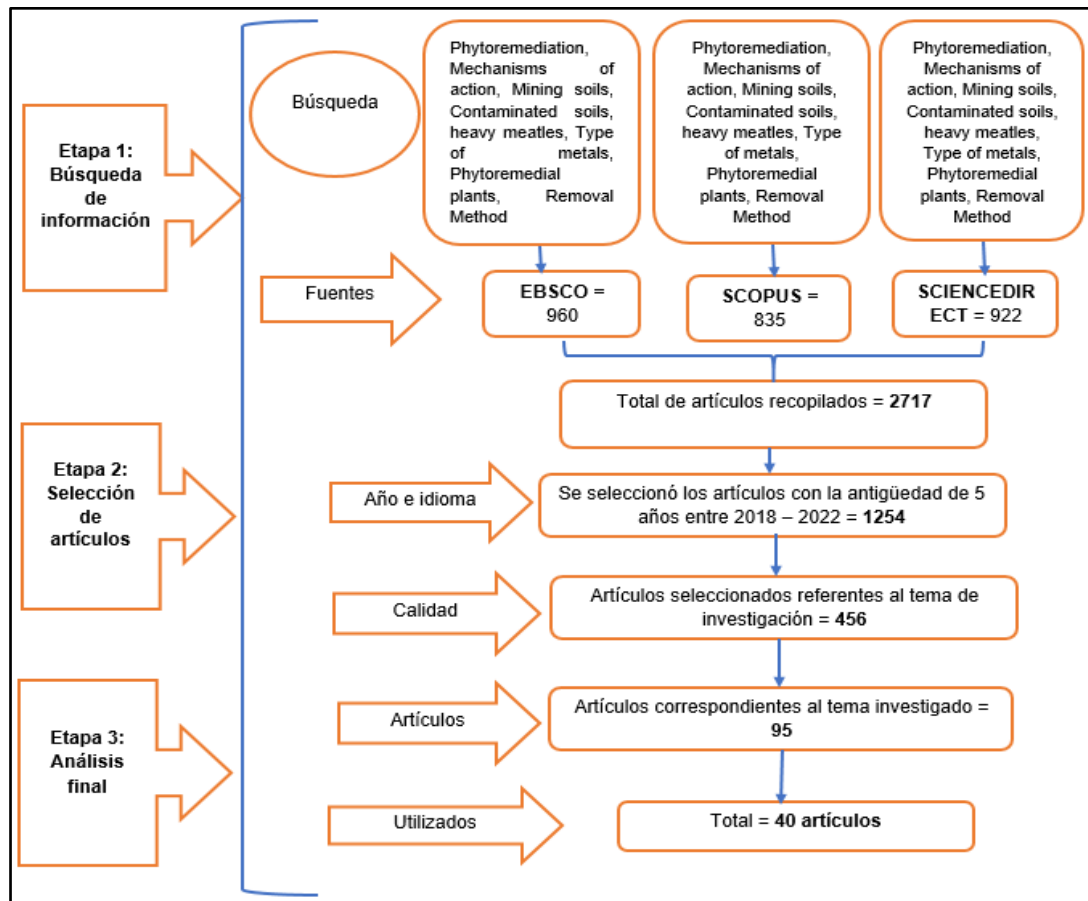 Etapa 1:
Búsqueda
de
información
Búsqueda
Phytoremediation,
Mechanisms of
action, Mining soils,
Contaminated soils,
heavy meatles, Type
of metals,
Phytoremedial
plants, Removal
Method
Phytoremediation,
Mechanisms of
action, Mining soils,
Contaminated soils,
heavy meatles, Type
of metals,
Phytoremedial
plants, Removal
Method
Phytoremediation,
Mechanisms of
action, Mining soils,
Contaminated soils,
heavy meatles,
Type of metals,
Phytoremedial
plants, Removal
Method
Fuentes
EBSCO =
960
SCOPUS =
835
SCIENCEDIR
ECT = 922
Total de artículos recopilados = 2717
Etapa 2:
Selección
de
artículos
Año e idioma
Se seleccionó los artículos con la antigüedad de 5
años entre 2018 – 2022 = 1254
Calidad
Artículos seleccionados referentes al tema de
investigación = 456
Etapa 3:
Análisis
final
Artículos
Artículos correspondientes al tema investigado =
95
Utilizados
Total = 40 artículos